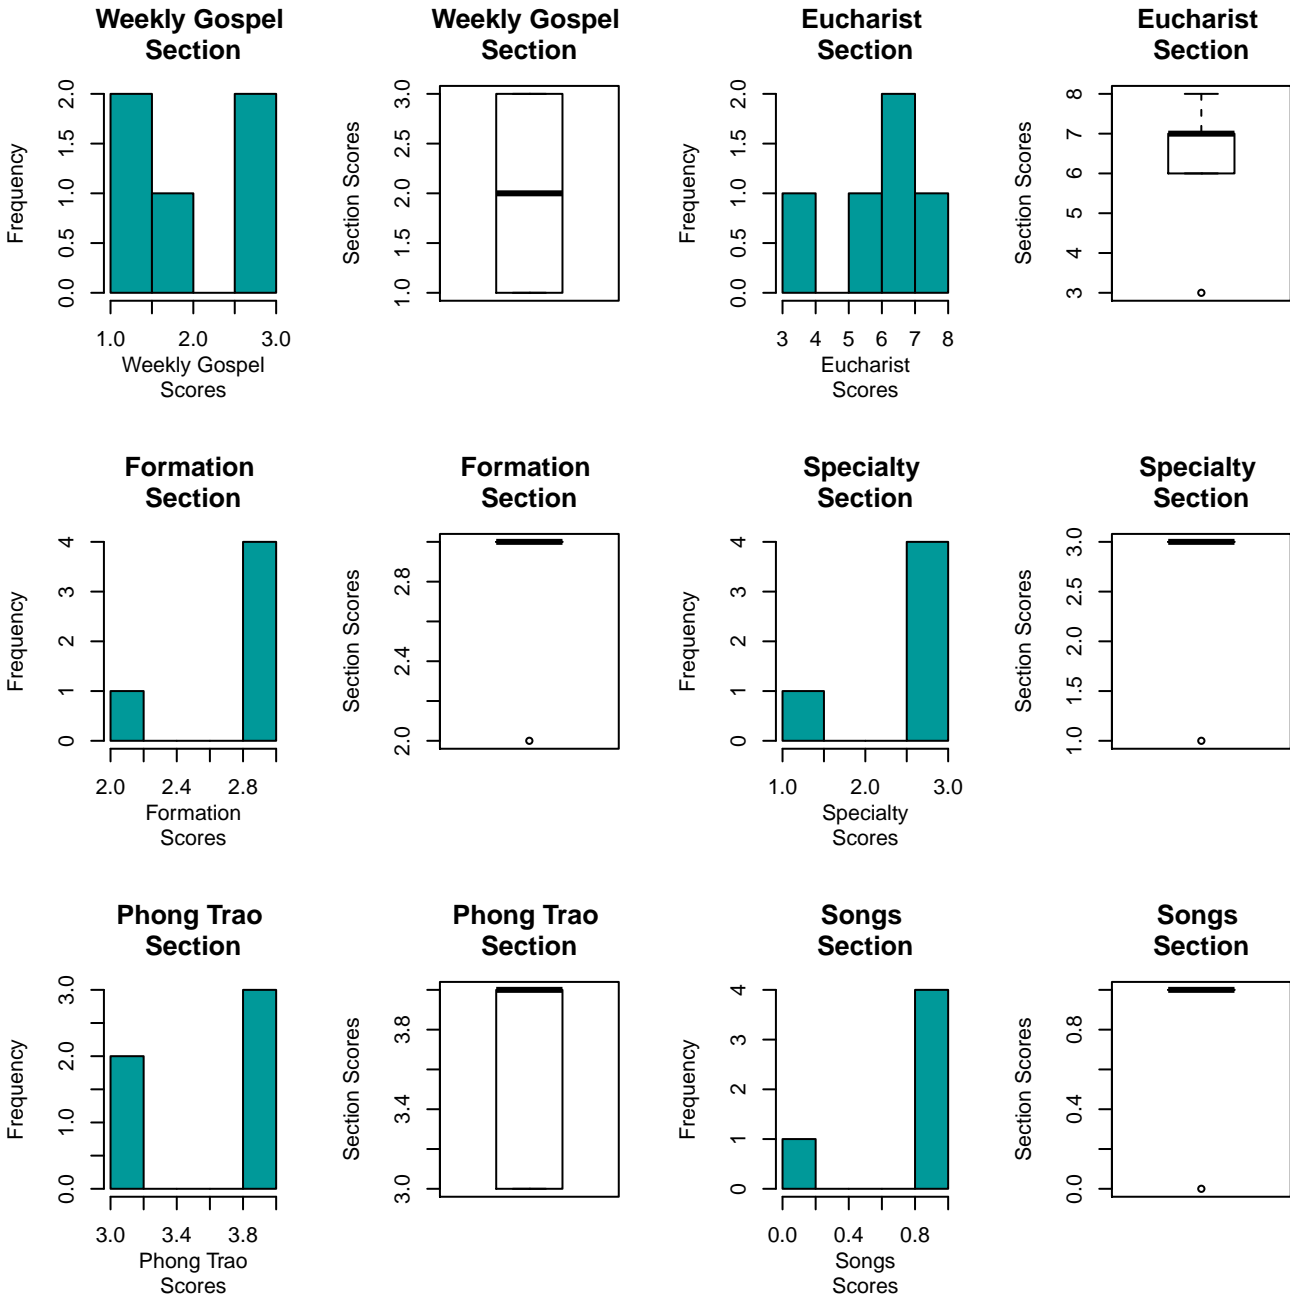 Weekly Gospel
Section
Frequency
0.0 0.5 1.0 1.5 2.0
1.0 2.0 3.0
Weekly Gospel
Scores
Weekly Gospel
Section
Section Scores
1.0 1.5 2.0 2.5 3.0
Eucharist
Section
Frequency
0.0 0.5 1.0 1.5 2.0
3 4 5 6 7 8
Eucharist
Scores
Eucharist
Section
Section Scores
3 4 5 6 7 8
Formation
Section
Frequency
0 1 2 3 4
2.0 2.4 2.8
Formation
Scores
Formation
Section
Section Scores
2.0 2.4 2.8
Specialty
Section
Frequency
0 1 2 3 4
1.0 2.0 3.0
Specialty
Scores
Specialty
Section
Section Scores
1.0 1.5 2.0 2.5 3.0
Phong Trao
Section
Frequency
0.0 1.0 2.0 3.0
3.0 3.4 3.8
Phong Trao
Scores
Phong Trao
Section
Section Scores
3.0 3.4 3.8
Songs
Section
Frequency
0 1 2 3 4
0.0 0.4 0.8
Songs
Scores
Songs
Section
Section Scores
0.0 0.4 0.8